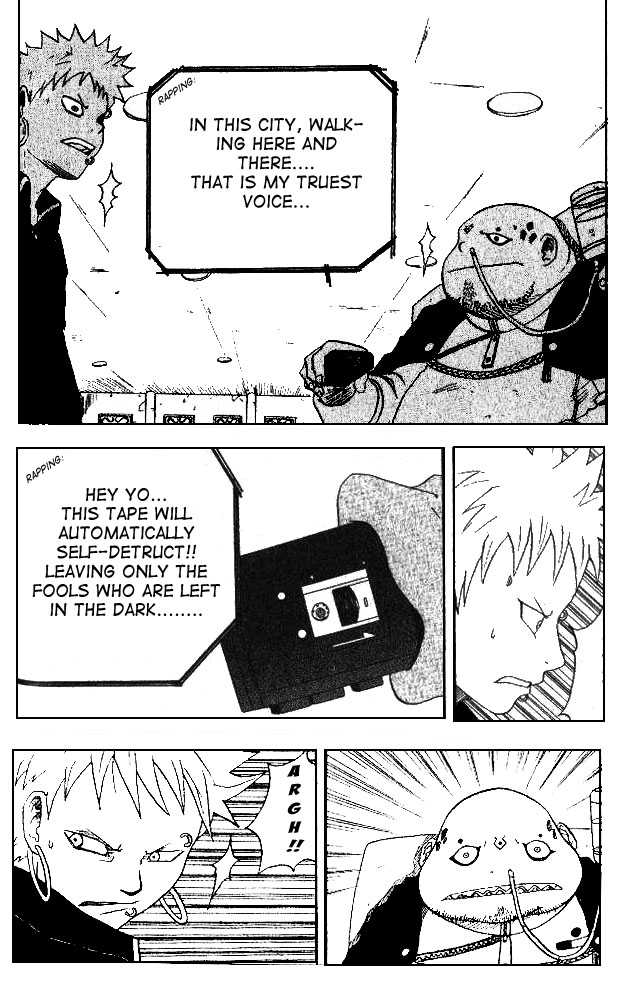 RAPPING:
IN THIS CITY, WALK-
ING HERE AND
THERE....
THAT IS MY TRUEST
VOICE...
RAPPING:
HEY YO...
THIS TAPE WILL
AUTOMATICALLY
SELF-DETRUCT!!
LEAVING ONLY THE
FOOLS WHO ARE LEFT
IN THE DARK........
ARGH!!